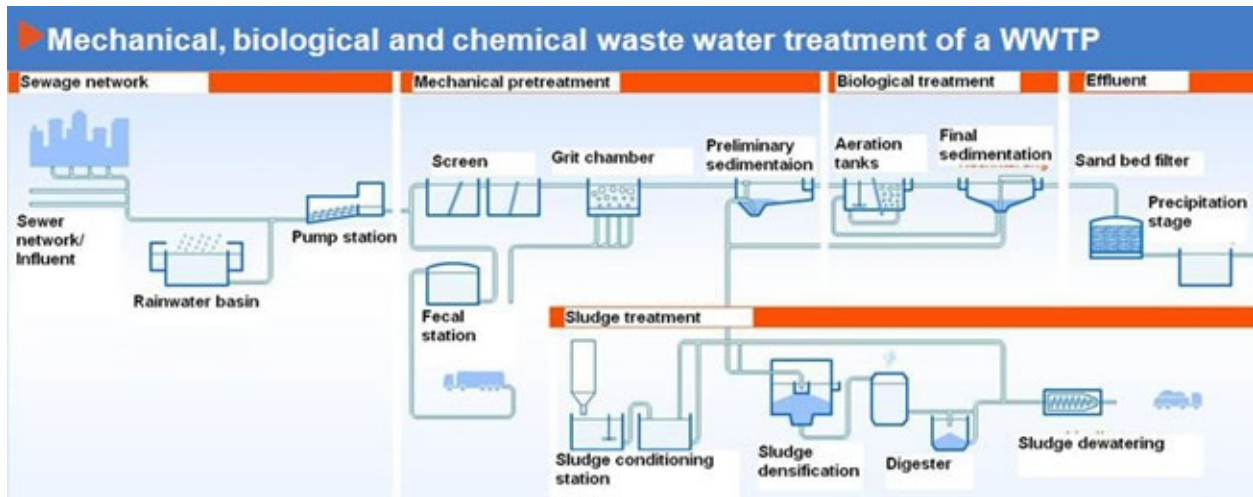 Mechanical, biological and chemical waste water treatment of a WWTP
Sewage network
Mechanical pretreatment
Biological treatment
Effluent
Screen
Grit chamber
Preliminary
sedimentaion
Aeration
tanks
Final
sedimentation
Sand bed filter
Precipitation
stage
Pump station
Sewer
network/
Influent
Rainwater basin
Fecal
station
Sludge treatment
Sludge conditioning
station
Sludge
densification
Digester
Sludge dewatering